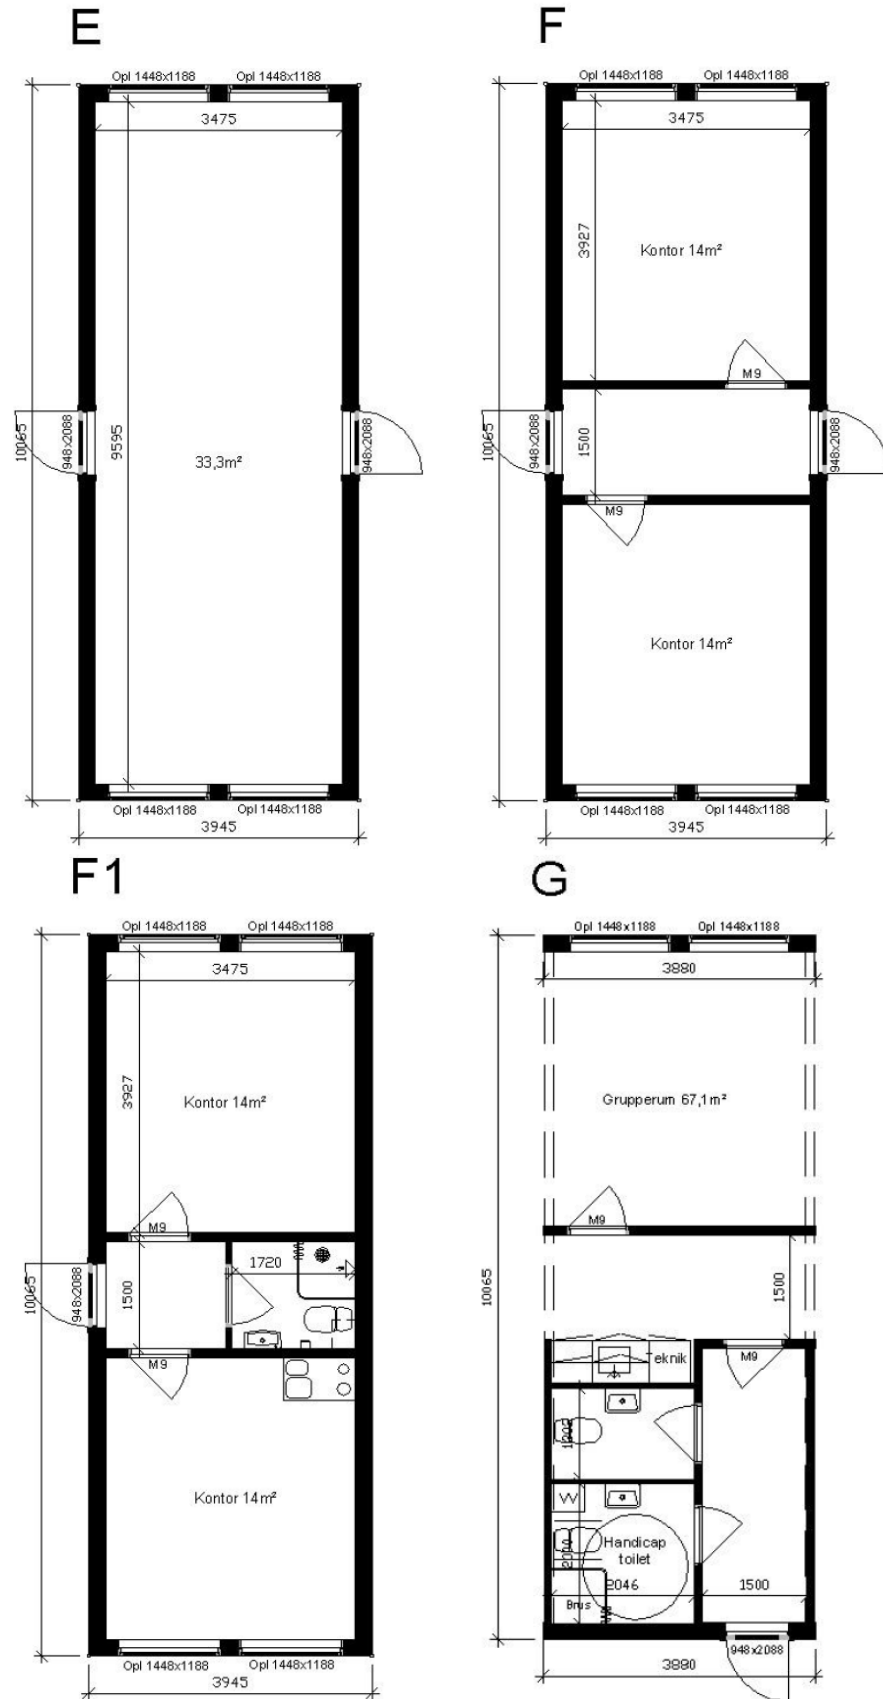 E
Opl 1448x1188 Opl 1448x1188
3475
10065
948x2088
9595
33,3m²
948x2088
Opl 1448x1188 Opl 1448x1188
3945
F
Opl 1448x1188 Opl 1448x1188
3475
3927
Kontor 14m²
M9
10065
948x2088
1500
948x2088
M9
Kontor 14m²
Opl 1448x1188 Opl 1448x1188
3945
F1
Opl 1448x1188 Opl 1448x1188
3475
3927
Kontor 14m²
M9
10065
948x2088
1500
1720
M9
Kontor 14m²
Opl 1448x1188 Opl 1448x1188
3945
G
Opl 1448x1188 Opl 1448x1188
3880
Grupperum 67,1m²
M9
10065
1500
Teknik
M9
1202
W
2000
Handicap
toilet
2046
1500
Brus
948x2088
3880